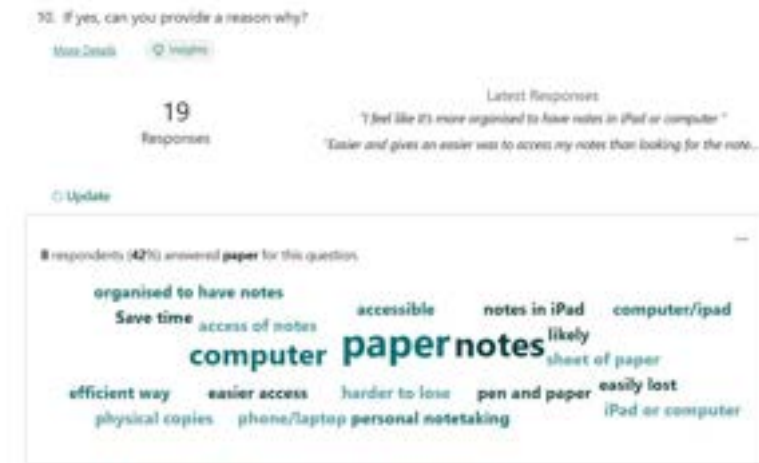 10. If yes, can you provide a reason why?
More Details
Insights
19
Responses
Latest Responses
"I feel like it's more organised to have notes in iPad or computer "
"Easier and gives an easier was to access my notes than looking for the note...
Update
...
8 respondents (42%) answered paper for this question.
organised to have notes
Save time
access of notes
accessible
notes in iPad
computer/ipad
computer
paper
notes
likely
sheet of paper
efficient way
easier access
harder to lose
pen and paper
easily lost
physical copies
phone/laptop
personal notetaking
iPad or computer